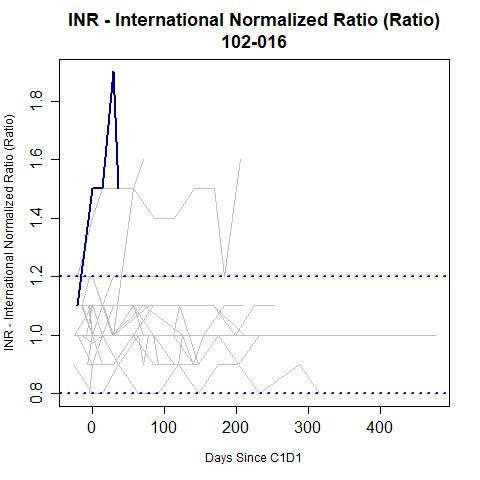 INR - International Normalized Ratio (Ratio)
102-016
INR - International Normalized Ratio (Ratio)
1.8
1.6
1.4
1.2
1.0
0.8
0 100 200 300 400
Days Since C1D1